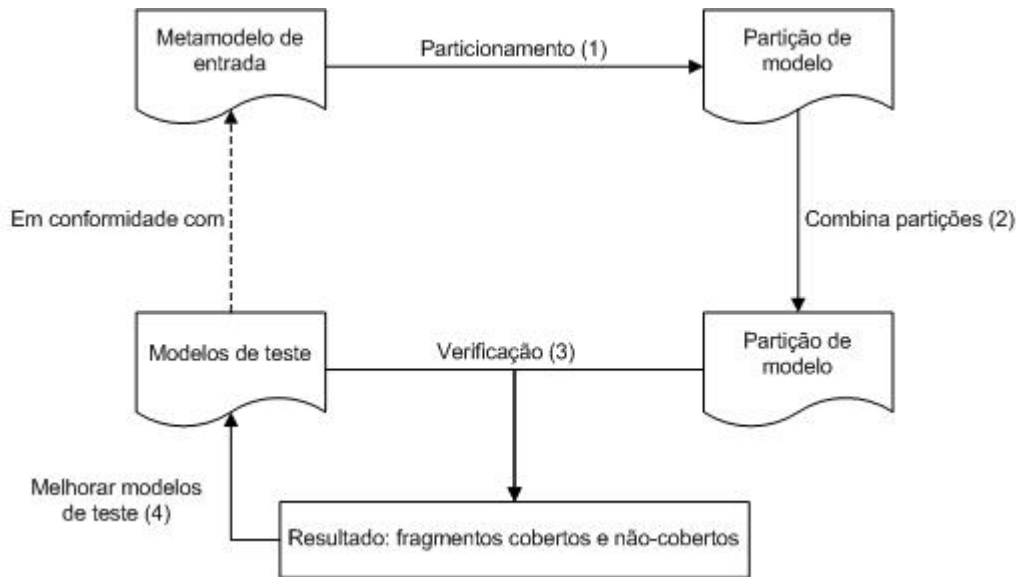 Metamodelo de
entrada
Particionamento (1)
Partição de
modelo
Em conformidade com
Combina partições (2)
Modelos de teste
Verificação (3)
Partição de
modelo
Melhorar modelos
de teste (4)
Resultado: fragmentos cobertos e não-cobertos